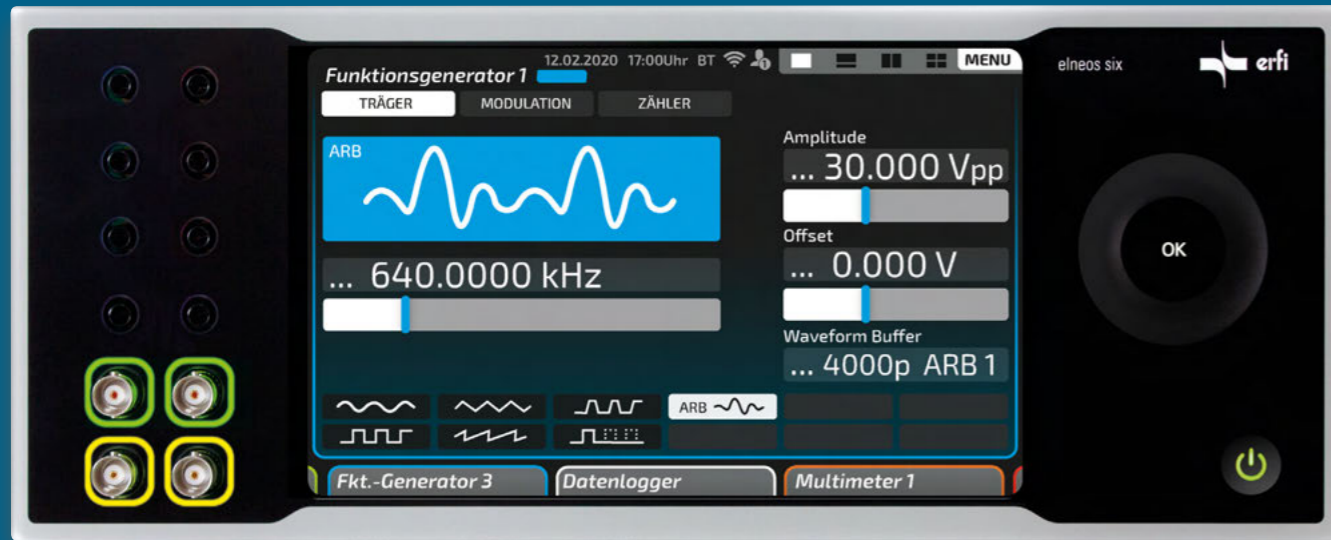 12.02.2020 17:00Uhr BT
MENU
Funktionsgenerator 1
TRÄGER MODULATION ZÄHLER
ARB
... 640.0000 kHz
Amplitude
... 30.000 Vpp
Offset
... 0.000 V
Waveform Buffer
... 4000p ARB 1
ARB
Fkt.-Generator 3 Datenlogger Multimeter 1
elneos six
erfi
OK